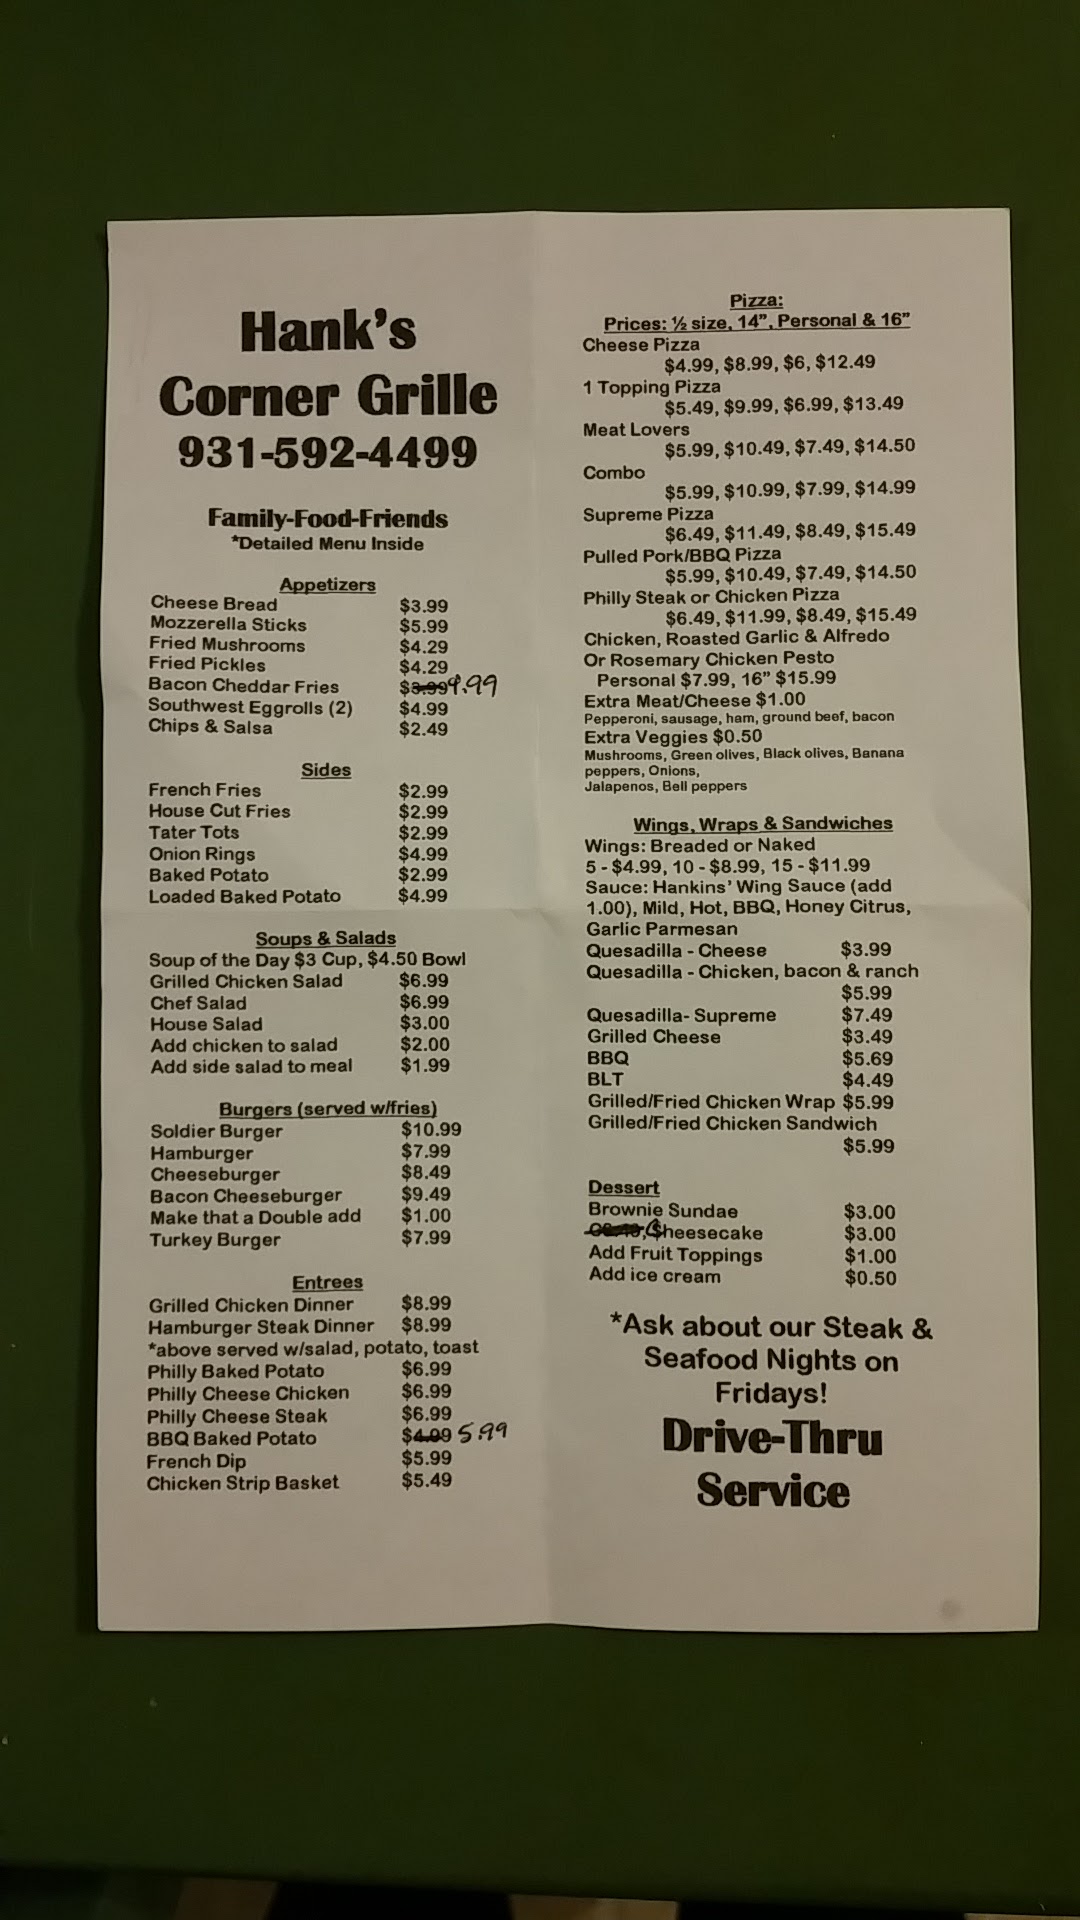 Hank's
Corner Grille
931-592-4499
Family-Food-Friends
*Detailed Menu Inside
Appetizers
Cheese Bread $3.99
Mozzerella Sticks $5.99
Fried Mushrooms $4.29
Fried Pickles $4.29
Bacon Cheddar Fries $3.99 4.99
Southwest Eggrolls (2) $4.99
Chips & Salsa $2.49
Sides
French Fries $2.99
House Cut Fries $2.99
Tater Tots $2.99
Onion Rings $4.99
Baked Potato $2.99
Loaded Baked Potato $4.99
Soups & Salads
Soup of the Day $3 Cup, $4.50 Bowl
Grilled Chicken Salad $6.99
Chef Salad $6.99
House Salad $3.00
Add chicken to salad $2.00
Add side salad to meal $1.99
Burgers (served w/fries)
Soldier Burger $10.99
Hamburger $7.99
Cheeseburger $8.49
Bacon Cheeseburger $9.49
Make that a Double add $1.00
Turkey Burger $7.99
Entrees
Grilled Chicken Dinner $8.99
Hamburger Steak Dinner $8.99
*above served w/salad, potato, toast
Philly Baked Potato $6.99
Philly Cheese Chicken $6.99
Philly Cheese Steak $6.99
BBQ Baked Potato $4.99 5.99
French Dip $5.99
Chicken Strip Basket $5.49
Pizza:
Prices: ½ size, 14", Personal & 16"
Cheese Pizza
$4.99, $8.99, $6, $12.49
1 Topping Pizza
$5.49, $9.99, $6.99, $13.49
Meat Lovers
$5.99, $10.49, $7.49, $14.50
Combo
$5.99, $10.99, $7.99, $14.99
Supreme Pizza
$6.49, $11.49, $8.49, $15.49
Pulled Pork/BBQ Pizza
$5.99, $10.49, $7.49, $14.50
Philly Steak or Chicken Pizza
$6.49, $11.99, $8.49, $15.49
Chicken, Roasted Garlic & Alfredo
Or Rosemary Chicken Pesto
Personal $7.99, 16" $15.99
Extra Meat/Cheese $1.00
Pepperoni, sausage, ham, ground beef, bacon
Extra Veggies $0.50
Mushrooms, Green olives, Black olives, Banana
peppers, Onions,
Jalapenos, Bell peppers
Wings, Wraps & Sandwiches
Wings: Breaded or Naked
5 - $4.99, 10 - $8.99, 15 - $11.99
Sauce: Hankins' Wing Sauce (add
1.00), Mild, Hot, BBQ, Honey Citrus,
Garlic Parmesan
Quesadilla - Cheese $3.99
Quesadilla - Chicken, bacon & ranch
$5.99
Quesadilla- Supreme $7.49
Grilled Cheese $3.49
BBQ $5.69
BLT $4.49
Grilled/Fried Chicken Wrap $5.99
Grilled/Fried Chicken Sandwich
$5.99
Dessert
Brownie Sundae $3.00
Cheesecake $3.00
Add Fruit Toppings $1.00
Add ice cream $0.50
*Ask about our Steak &
Seafood Nights on
Fridays!
Drive-Thru
Service